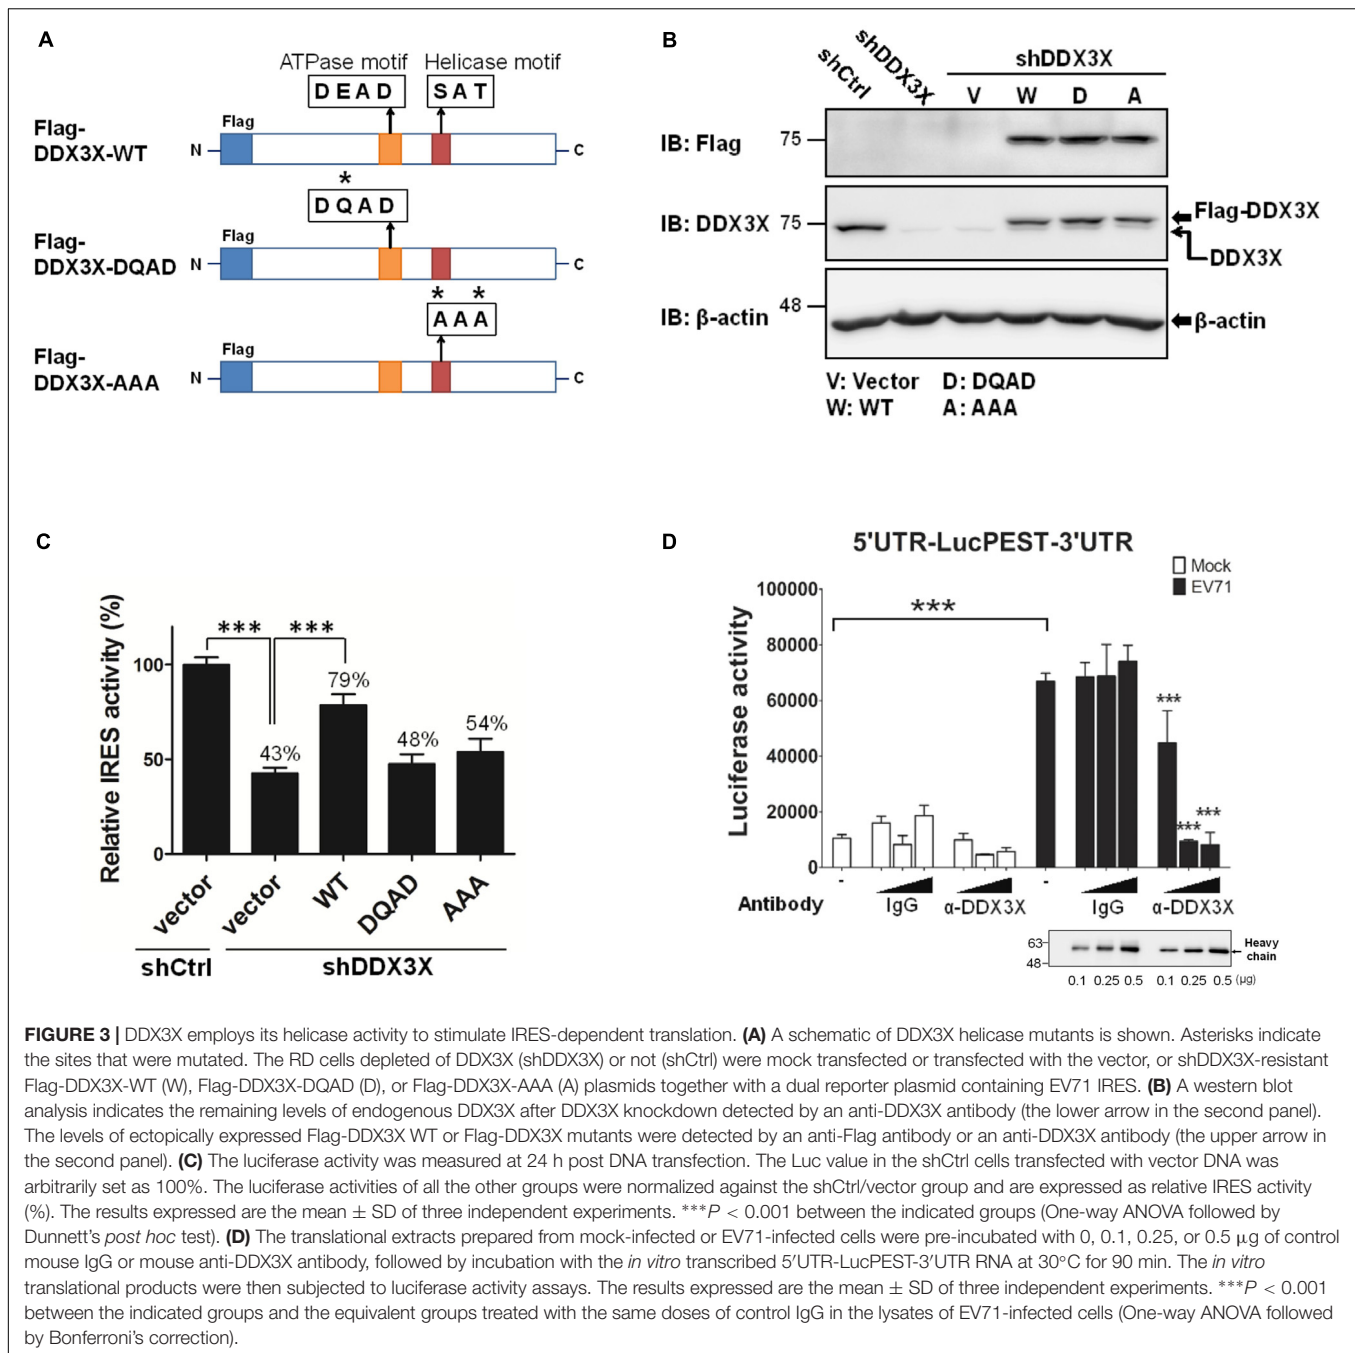 A
ATPase motif Helicase motif
D E A D S A T
Flag-
DDX3X-WT
Flag
N C
*
D Q A D
Flag-
DDX3X-DQAD
Flag
N C
* *
A A A
Flag-
DDX3X-AAA
Flag
N C
B
shCtrl
shDDX3X
shDDX3X
V W D A
IB: Flag
75
IB: DDX3X
75
Flag-DDX3X
DDX3X
IB: β-actin
48
β-actin
V: Vector D: DQAD
W: WT A: AAA
C
Relative IRES activity (%)
100
50
0
*** ***
43%
79%
48%
54%
vector
vector
WT
DQAD
AAA
shCtrl
shDDX3X
D
5'UTR-LucPEST-3'UTR
Mock
EV71
Luciferase activity
100000
80000
60000
40000
20000
0
***
***
***
***
- -
Antibody IgG α-DDX3X IgG α-DDX3X
63
48
Heavy
chain
0.1 0.25 0.5 0.1 0.25 0.5 (μg)
FIGURE 3 | DDX3X employs its helicase activity to stimulate IRES-dependent translation. (A) A schematic of DDX3X helicase mutants is shown. Asterisks indicate
the sites that were mutated. The RD cells depleted of DDX3X (shDDX3X) or not (shCtrl) were mock transfected or transfected with the vector, or shDDX3X-resistant
Flag-DDX3X-WT (W), Flag-DDX3X-DQAD (D), or Flag-DDX3X-AAA (A) plasmids together with a dual reporter plasmid containing EV71 IRES. (B) A western blot
analysis indicates the remaining levels of endogenous DDX3X after DDX3X knockdown detected by an anti-DDX3X antibody (the lower arrow in the second panel).
The levels of ectopically expressed Flag-DDX3X WT or Flag-DDX3X mutants were detected by an anti-Flag antibody or an anti-DDX3X antibody (the upper arrow in
the second panel). (C) The luciferase activity was measured at 24 h post DNA transfection. The Luc value in the shCtrl cells transfected with vector DNA was
arbitrarily set as 100%. The luciferase activities of all the other groups were normalized against the shCtrl/vector group and are expressed as relative IRES activity
(%). The results expressed are the mean ± SD of three independent experiments. ***P < 0.001 between the indicated groups (One-way ANOVA followed by
Dunnett's post hoc test). (D) The translational extracts prepared from mock-infected or EV71-infected cells were pre-incubated with 0, 0.1, 0.25, or 0.5 μg of control
mouse IgG or mouse anti-DDX3X antibody, followed by incubation with the in vitro transcribed 5′UTR-LucPEST-3′UTR RNA at 30°C for 90 min. The in vitro
translational products were then subjected to luciferase activity assays. The results expressed are the mean ± SD of three independent experiments. ***P < 0.001
between the indicated groups and the equivalent groups treated with the same doses of control IgG in the lysates of EV71-infected cells (One-way ANOVA followed
by Bonferroni's correction).